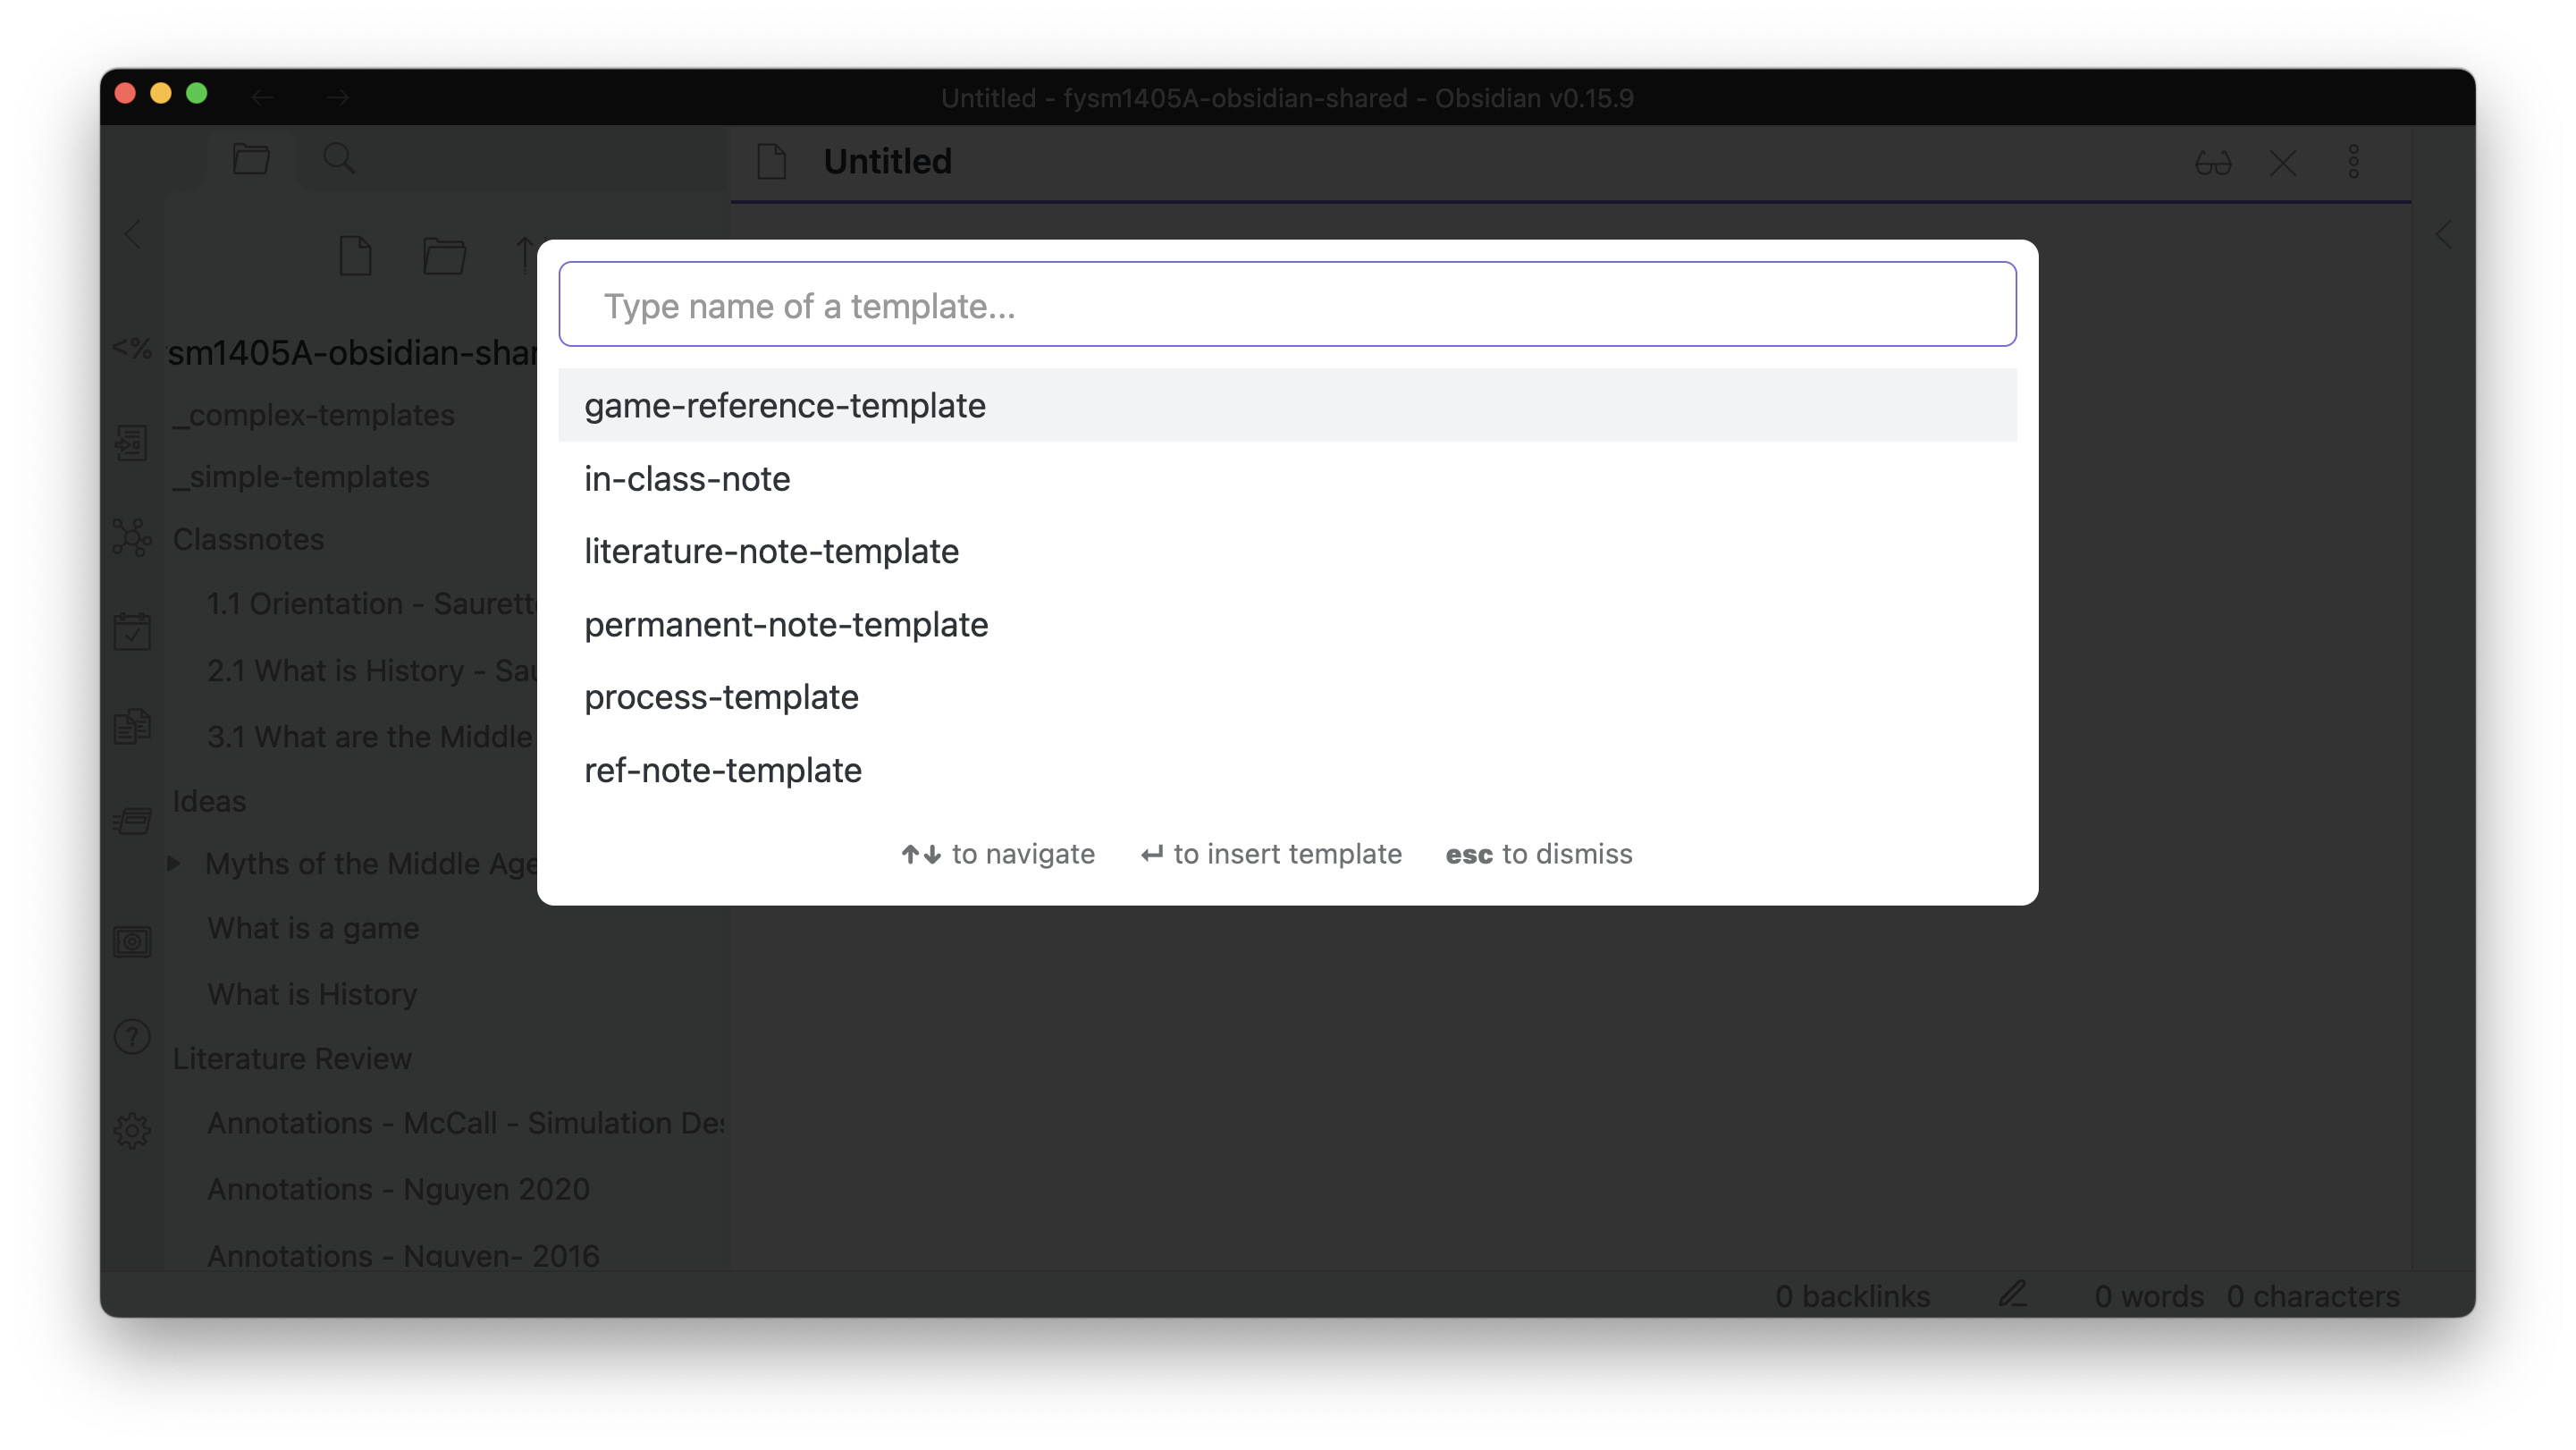 Untitled - fysm1405A-obsidian-shared - Obsidian v0.15.9
Untitled
<%
sm1405A-obsidian-shar
_complex-templates
_simple-templates
Classnotes
1.1 Orientation - Saurett
2.1 What is History - Sau
3.1 What are the Middle
Ideas
Myths of the Middle Age
What is a game
What is History
Literature Review
Annotations - McCall - Simulation Des
Annotations - Nguyen 2020
Annotations - Nguyen- 2016
Type name of a template...
game-reference-template
in-class-note
literature-note-template
permanent-note-template
process-template
ref-note-template
↑↓ to navigate ↵ to insert template esc to dismiss
0 backlinks 0 words 0 characters